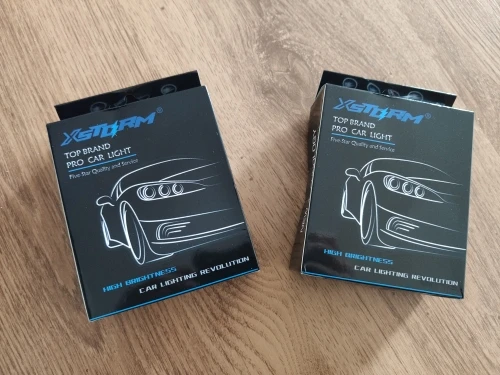 XSTORM®
TOP BRAND
PRO CAR LIGHT
Five-Star Quality and Service
HIGH BRIGHTNESS
CAR LIGHTING REVOLUTION
XSTORM®
TOP BRAND
PRO CAR LIGHT
Five-Star Quality and Service
HIGH BRIGHTNESS
CAR LIGHTING REVOLUTION